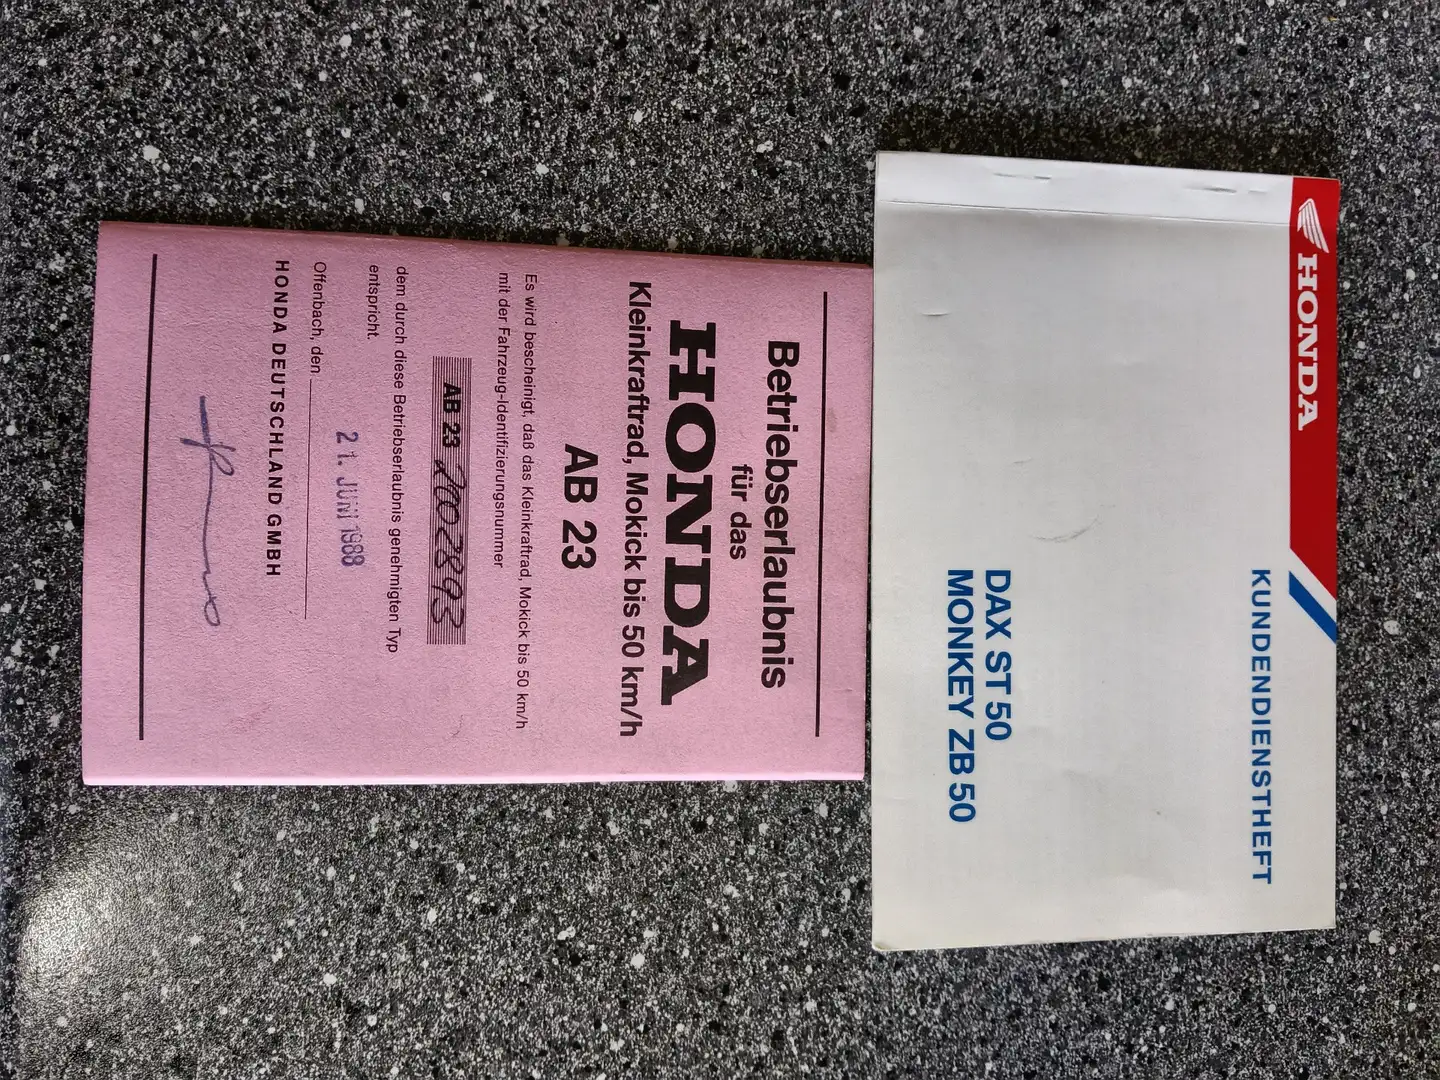 HONDA
KUNDENDIENSTHEFT
DAX ST 50
MONKEY ZB 50
Betriebserlaubnis
für das
HONDA
Kleinkraftrad, Mokick bis 50 km/h
AB 23
Es wird bescheinigt, daß das Kleinkraftrad, Mokick bis 50 km/h
mit der Fahrzeug-Identifizierungsnummer
AB 23 2002893
dem durch diese Betriebserlaubnis genehmigten Typ
entspricht.
Offenbach, den 21. JUNI 1988
HONDA DEUTSCHLAND GMBH